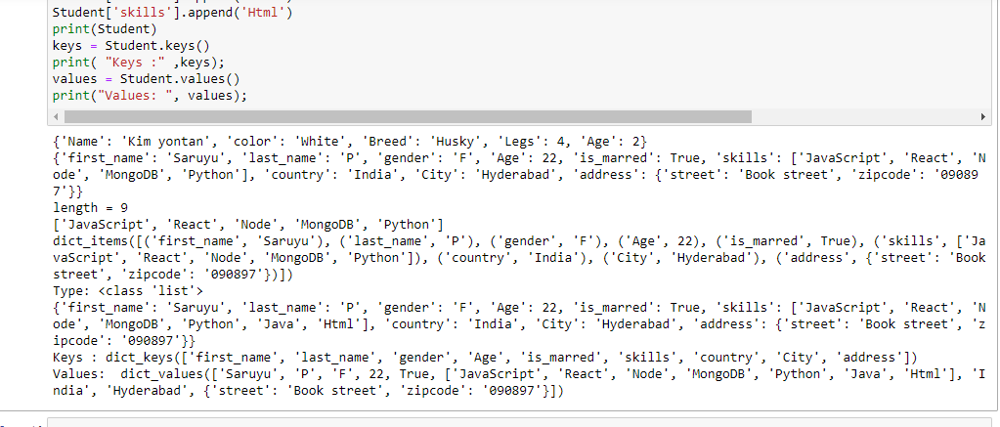 Student['skills'].append('Html')
print(Student)
keys = Student.keys()
print( "Keys :" ,keys);
values = Student.values()
print("Values: ", values);
{'Name': 'Kim yontan', 'color': 'White', 'Breed': 'Husky', 'Legs': 4, 'Age': 2}
{'first_name': 'Saruyu', 'last_name': 'P', 'gender': 'F', 'Age': 22, 'is_marred': True, 'skills': ['JavaScript', 'React', 'N
ode', 'MongoDB', 'Python'], 'country': 'India', 'City': 'Hyderabad', 'address': {'street': 'Book street', 'zipcode': '09089
7'}}
length = 9
['JavaScript', 'React', 'Node', 'MongoDB', 'Python']
dict_items([('first_name', 'Saruyu'), ('last_name', 'P'), ('gender', 'F'), ('Age', 22), ('is_marred', True), ('skills', ['Ja
vaScript', 'React', 'Node', 'MongoDB', 'Python']), ('country', 'India'), ('City', 'Hyderabad'), ('address', {'street': 'Book
street', 'zipcode': '090897'})])
Type: <class 'list'>
{'first_name': 'Saruyu', 'last_name': 'P', 'gender': 'F', 'Age': 22, 'is_marred': True, 'skills': ['JavaScript', 'React', 'N
ode', 'MongoDB', 'Python', 'Java', 'Html'], 'country': 'India', 'City': 'Hyderabad', 'address': {'street': 'Book street', 'z
ipcode': '090897'}}
Keys : dict_keys(['first_name', 'last_name', 'gender', 'Age', 'is_marred', 'skills', 'country', 'City', 'address'])
Values:  dict_values(['Saruyu', 'P', 'F', 22, True, ['JavaScript', 'React', 'Node', 'MongoDB', 'Python', 'Java', 'Html'], 'I
ndia', 'Hyderabad', {'street': 'Book street', 'zipcode': '090897'}])